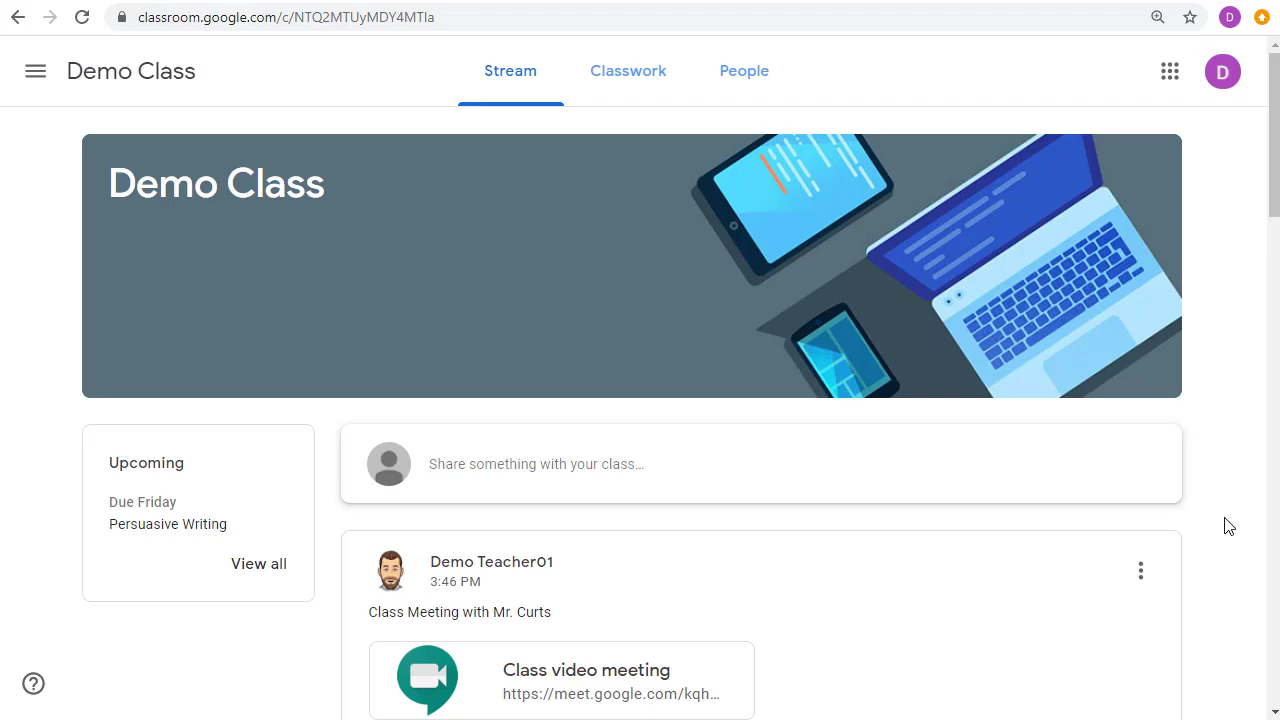 classroom.google.com/c/NTQ2MTUyMDY4MTIa
D
Demo Class
Stream
Classwork
People
D
Demo Class
Upcoming
Due Friday
Persuasive Writing
View all
Share something with your class...
Demo Teacher01
3:46 PM
Class Meeting with Mr. Curts
Class video meeting
https://meet.google.com/kqh...